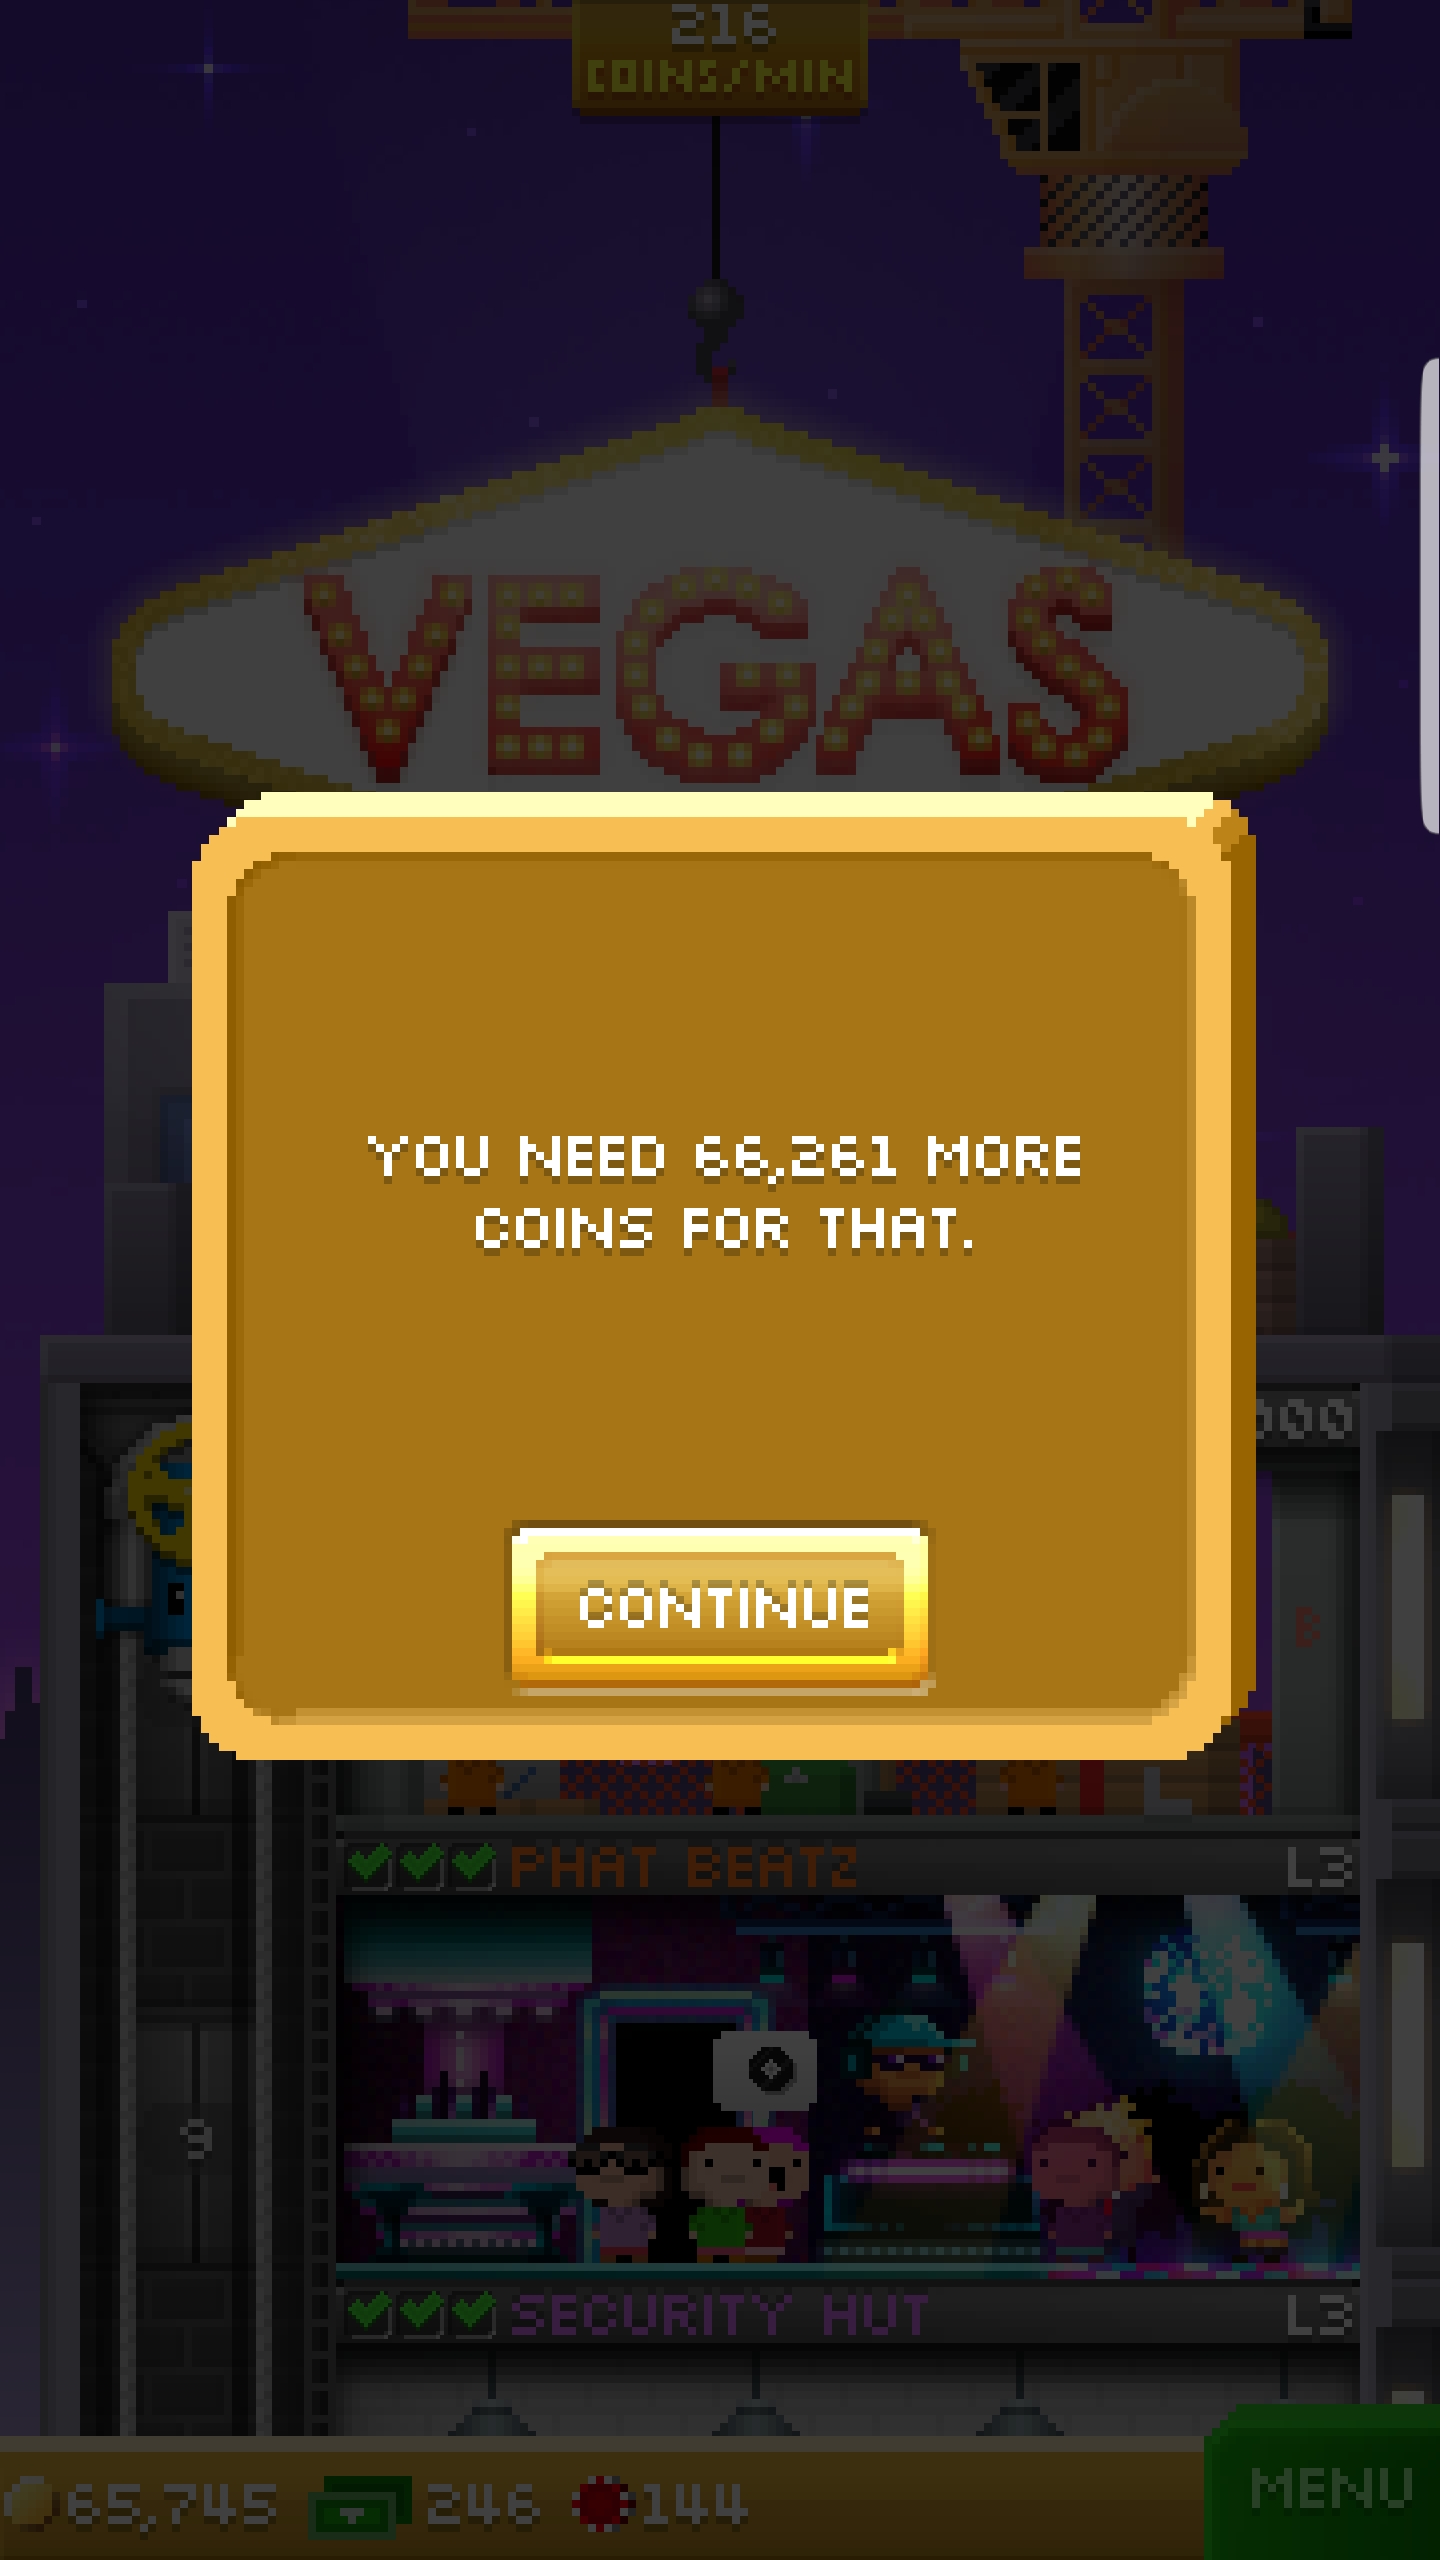 216
COINS/MIN
VEGAS
YOU NEED 66,261 MORE
COINS FOR THAT.
CONTINUE
PHAT BEATZ L3
9
SECURITY HUT L3
65,745 246 144 MENU